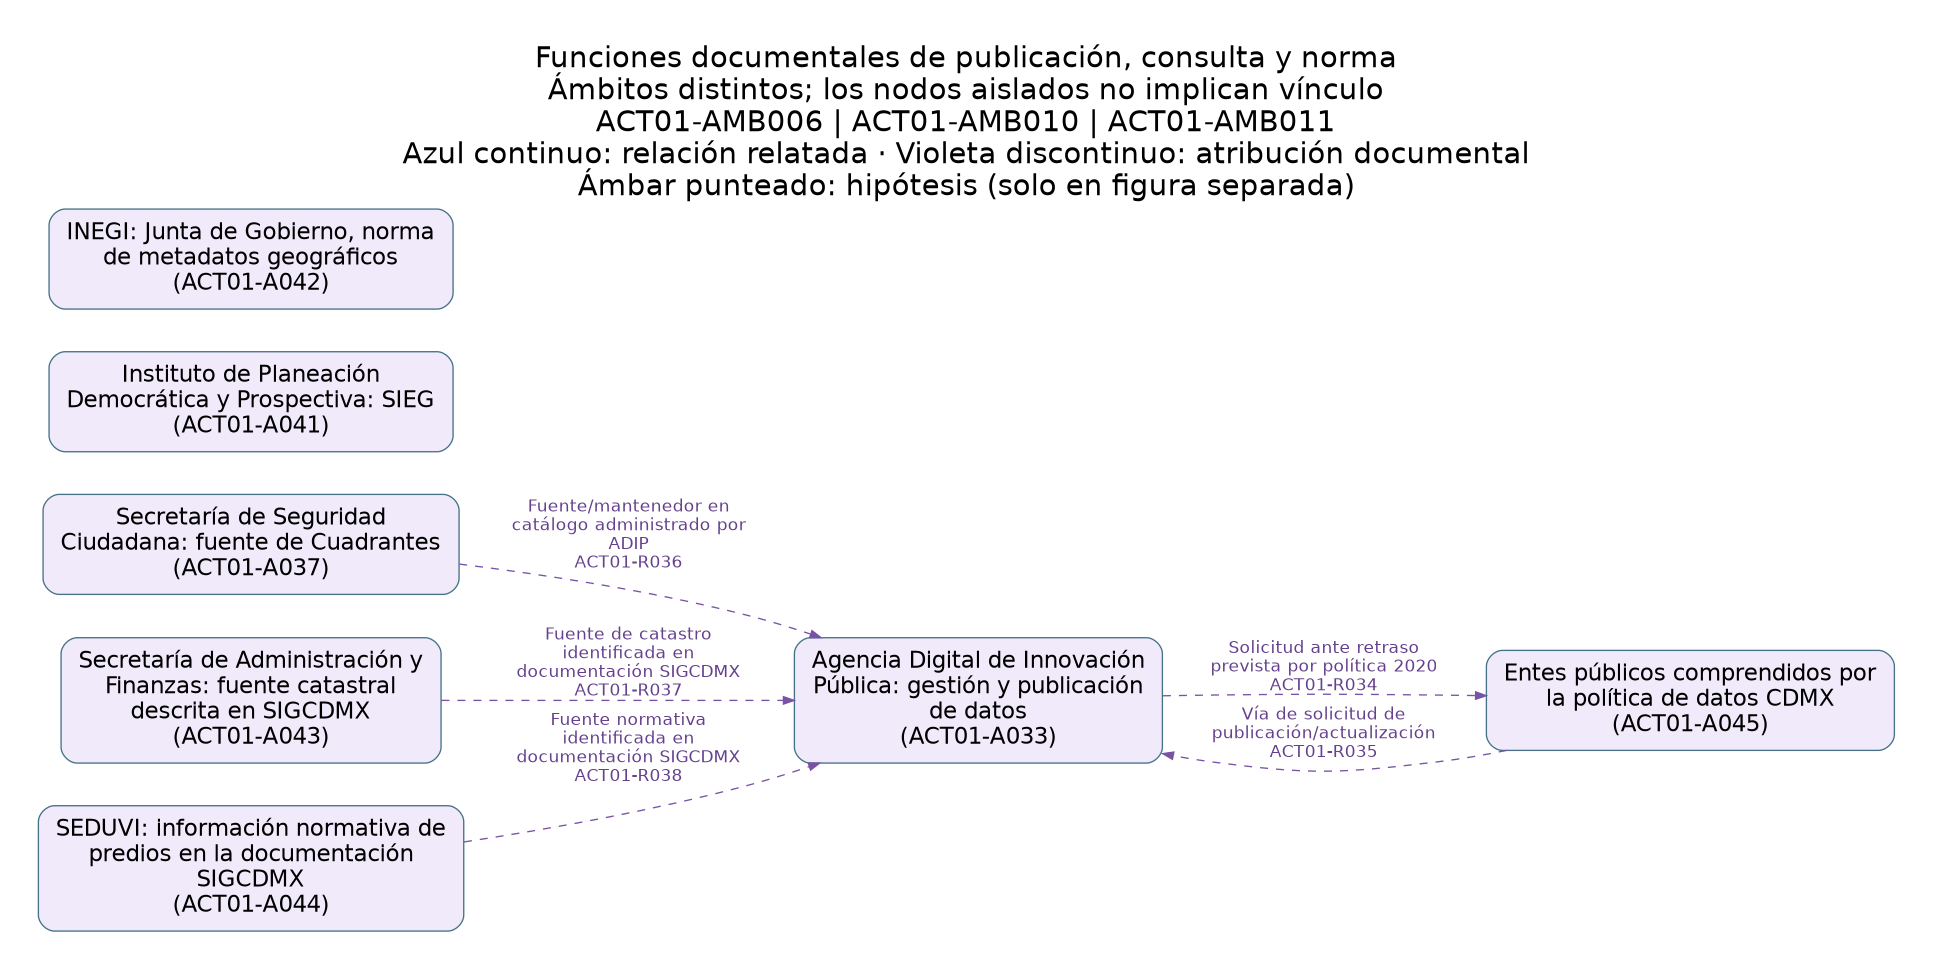 Funciones documentales de publicación, consulta y norma
Ámbitos distintos; los nodos aislados no implican vínculo
ACT01-AMB006 | ACT01-AMB010 | ACT01-AMB011
Azul continuo: relación relatada · Violeta discontinuo: atribución documental
Ámbar punteado: hipótesis (solo en figura separada)
INEGI: Junta de Gobierno, norma
de metadatos geográficos
(ACT01-A042)
Instituto de Planeación
Democrática y Prospectiva: SIEG
(ACT01-A041)
Secretaría de Seguridad
Ciudadana: fuente de Cuadrantes
(ACT01-A037)
Fuente/mantenedor en
catálogo administrado por
ADIP
ACT01-R036
Secretaría de Administración y
Finanzas: fuente catastral
descrita en SIGCDMX
(ACT01-A043)
Fuente de catastro
identificada en
documentación SIGCDMX
ACT01-R037
Fuente normativa
identificada en
documentación SIGCDMX
ACT01-R038
Agencia Digital de Innovación
Pública: gestión y publicación
de datos
(ACT01-A033)
Solicitud ante retraso
prevista por política 2020
ACT01-R034
Vía de solicitud de
publicación/actualización
ACT01-R035
Entes públicos comprendidos por
la política de datos CDMX
(ACT01-A045)
SEDUVI: información normativa de
predios en la documentación
SIGCDMX
(ACT01-A044)